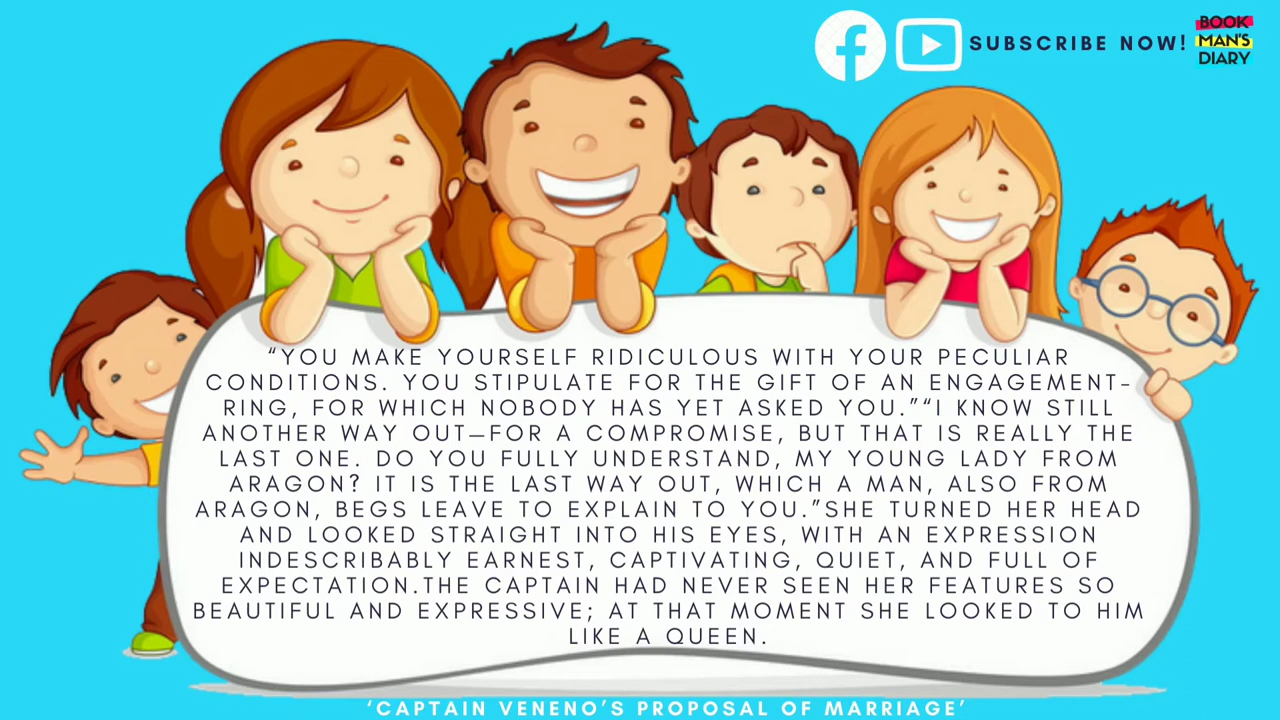 SUBSCRIBE NOW!
BOOK
MAN'S
DIARY
“YOU MAKE YOURSELF RIDICULOUS WITH YOUR PECULIAR
CONDITIONS. YOU STIPULATE FOR THE GIFT OF AN ENGAGEMENT-
RING, FOR WHICH NOBODY HAS YET ASKED YOU.”“I KNOW STILL
ANOTHER WAY OUT—FOR A COMPROMISE, BUT THAT IS REALLY THE
LAST ONE. DO YOU FULLY UNDERSTAND, MY YOUNG LADY FROM
ARAGON? IT IS THE LAST WAY OUT, WHICH A MAN, ALSO FROM
ARAGON, BEGS LEAVE TO EXPLAIN TO YOU.”SHE TURNED HER HEAD
AND LOOKED STRAIGHT INTO HIS EYES, WITH AN EXPRESSION
INDESCRIBABLY EARNEST, CAPTIVATING, QUIET, AND FULL OF
EXPECTATION.THE CAPTAIN HAD NEVER SEEN HER FEATURES SO
BEAUTIFUL AND EXPRESSIVE; AT THAT MOMENT SHE LOOKED TO HIM
LIKE A QUEEN.
‘CAPTAIN VENENO’S PROPOSAL OF MARRIAGE’